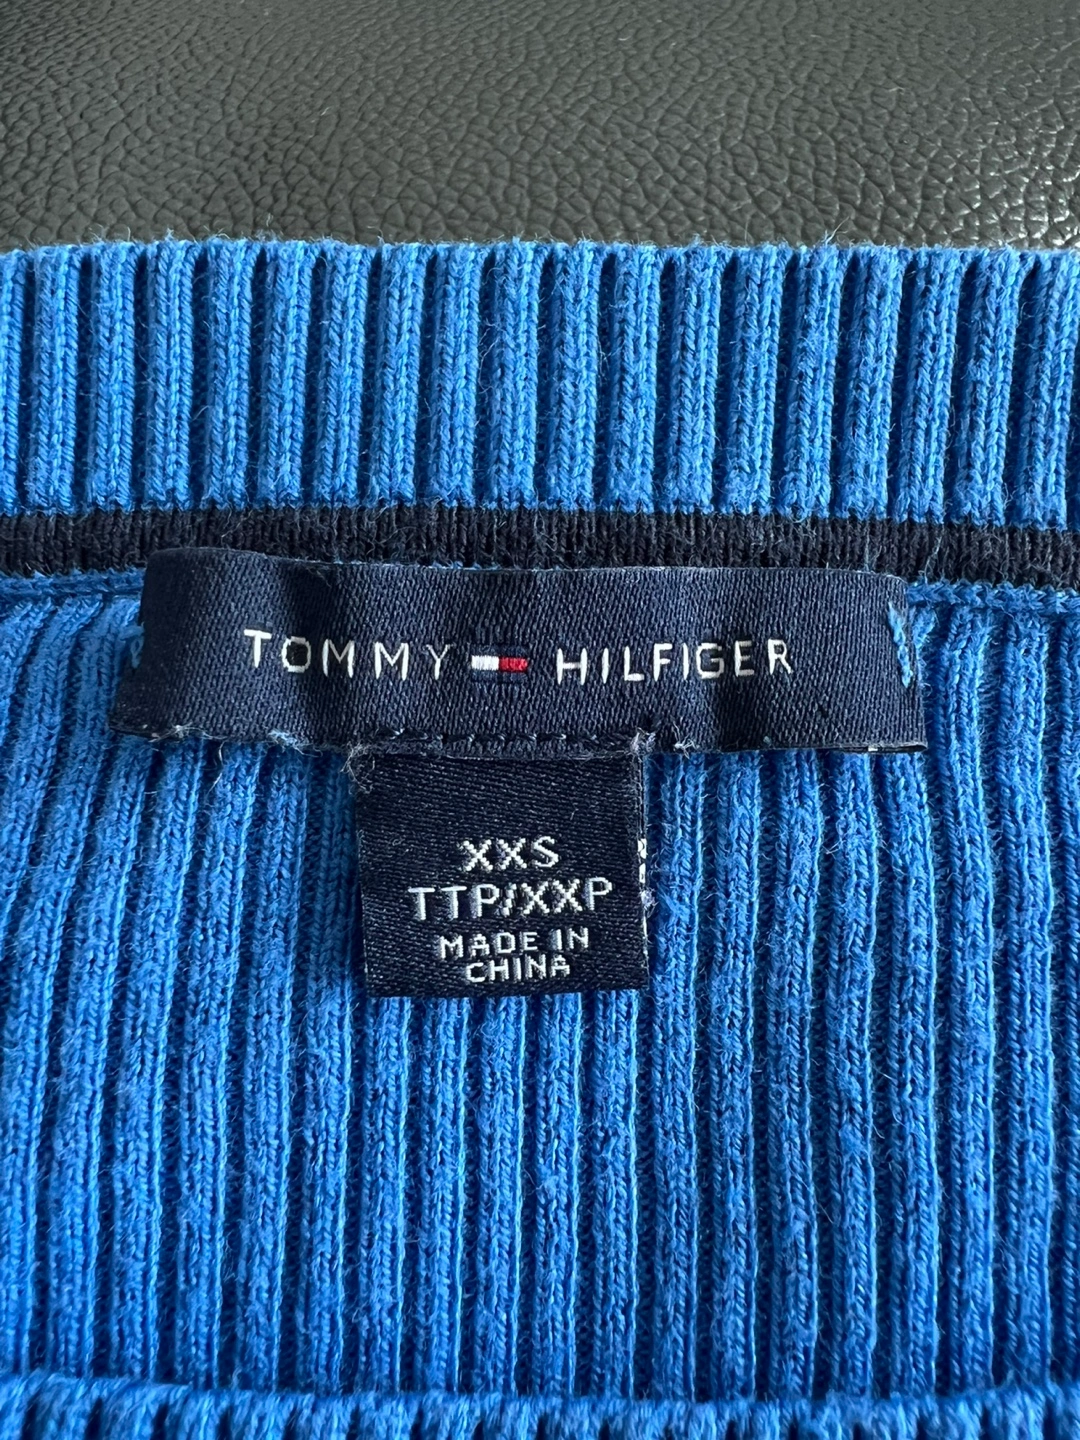 TOMMY HILFIGER
XXS
TTP/XXP
MADE IN
CHINA